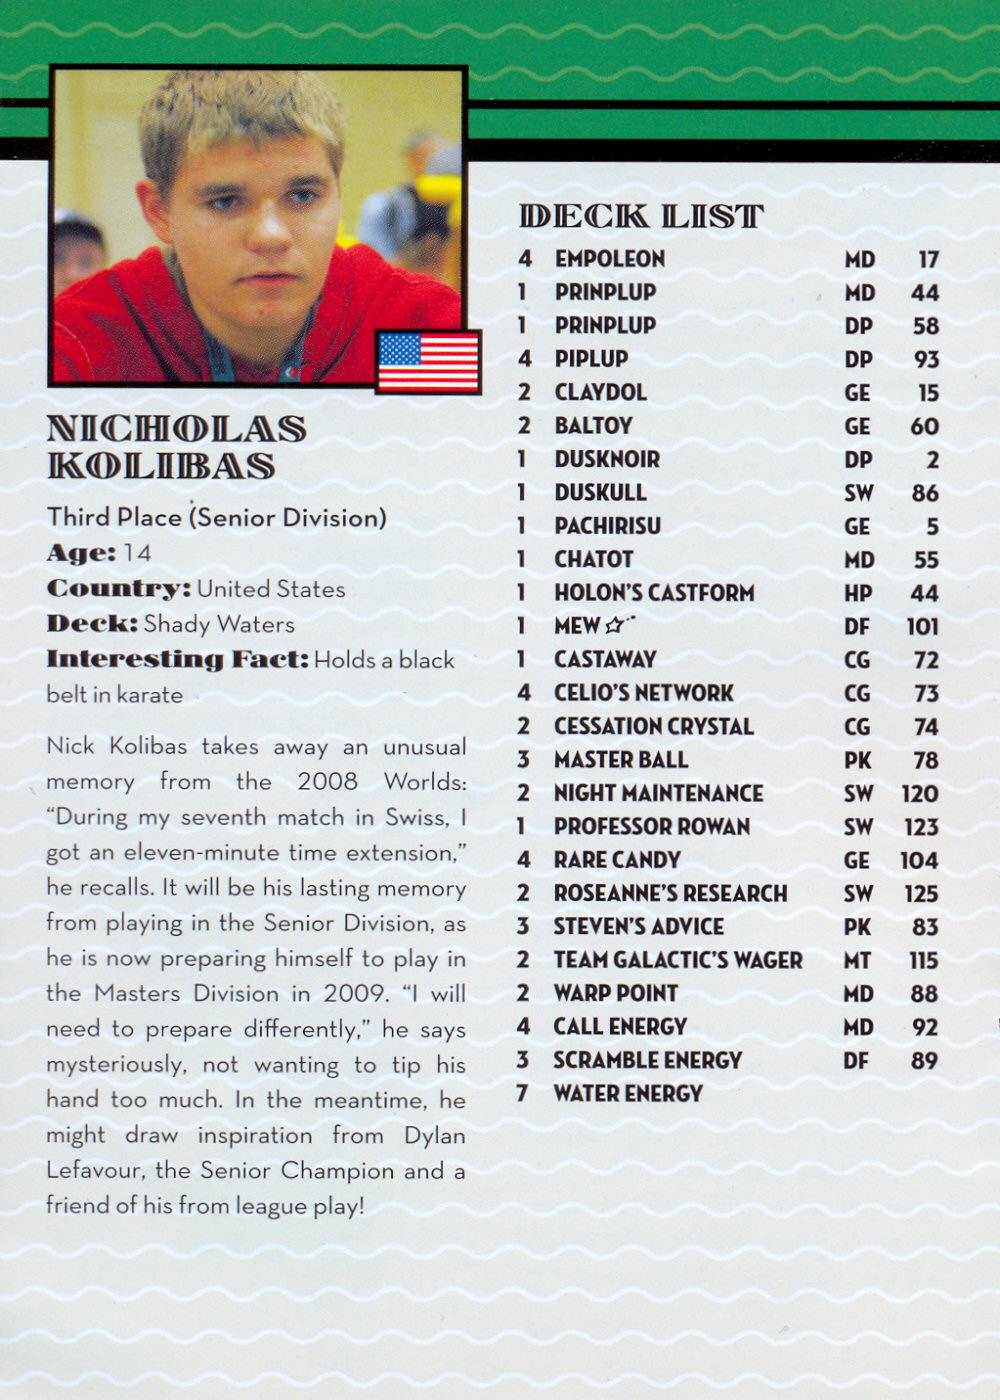 NICHOLAS
KOLIBAS
Third Place (Senior Division)
Age: 14
Country: United States
Deck: Shady Waters
Interesting Fact: Holds a black
belt in karate
Nick Kolibas takes away an unusual
memory from the 2008 Worlds:
“During my seventh match in Swiss, I
got an eleven-minute time extension,”
he recalls. It will be his lasting memory
from playing in the Senior Division, as
he is now preparing himself to play in
the Masters Division in 2009. “I will
need to prepare differently,” he says
mysteriously, not wanting to tip his
hand too much. In the meantime, he
might draw inspiration from Dylan
Lefavour, the Senior Champion and a
friend of his from league play!
DECK LIST
4 EMPOLEON MD 17
1 PRINPLUP MD 44
1 PRINPLUP DP 58
4 PIPLUP DP 93
2 CLAYDOL GE 15
2 BALTOY GE 60
1 DUSKNOIR DP 2
1 DUSKULL SW 86
1 PACHIRISU GE 5
1 CHATOT MD 55
1 HOLON'S CASTFORM HP 44
1 MEW ☆ DF 101
1 CASTAWAY CG 72
4 CELIO'S NETWORK CG 73
2 CESSATION CRYSTAL CG 74
3 MASTER BALL PK 78
2 NIGHT MAINTENANCE SW 120
1 PROFESSOR ROWAN SW 123
4 RARE CANDY GE 104
2 ROSEANNE'S RESEARCH SW 125
3 STEVEN'S ADVICE PK 83
2 TEAM GALACTIC'S WAGER MT 115
2 WARP POINT MD 88
4 CALL ENERGY MD 92
3 SCRAMBLE ENERGY DF 89
7 WATER ENERGY